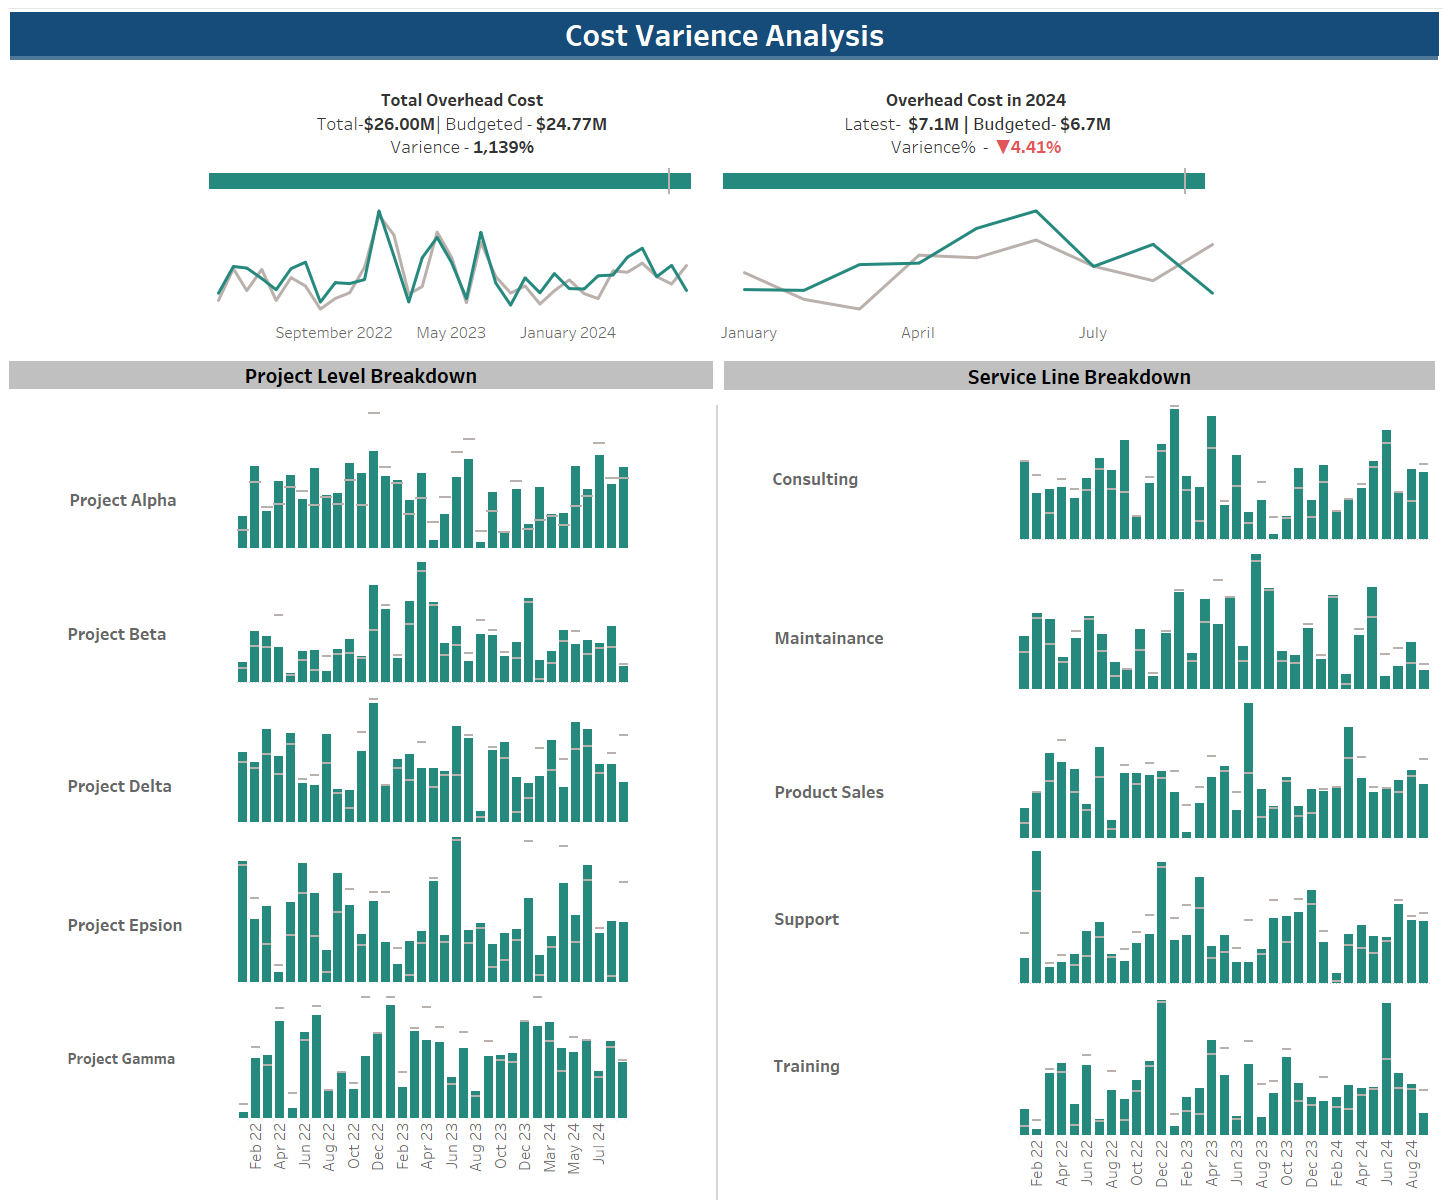 Cost Varience Analysis
Total Overhead Cost
Total-$26.00M| Budgeted - $24.77M
Varience - 1,139%
Overhead Cost in 2024
Latest- $7.1M | Budgeted- $6.7M
Varience% - ▼4.41%
September 2022 May 2023 January 2024
January April July
Project Level Breakdown
Project Alpha
Project Beta
Project Delta
Project Epsion
Project Gamma
Feb 22
Apr 22
Jun 22
Aug 22
Oct 22
Dec 22
Feb 23
Apr 23
Jun 23
Aug 23
Oct 23
Dec 23
Mar 24
May 24
Jul 24
Service Line Breakdown
Consulting
Maintainance
Product Sales
Support
Training
Feb 22
Apr 22
Jun 22
Aug 22
Oct 22
Dec 22
Feb 23
Apr 23
Jun 23
Aug 23
Oct 23
Dec 23
Feb 24
Apr 24
Jun 24
Aug 24